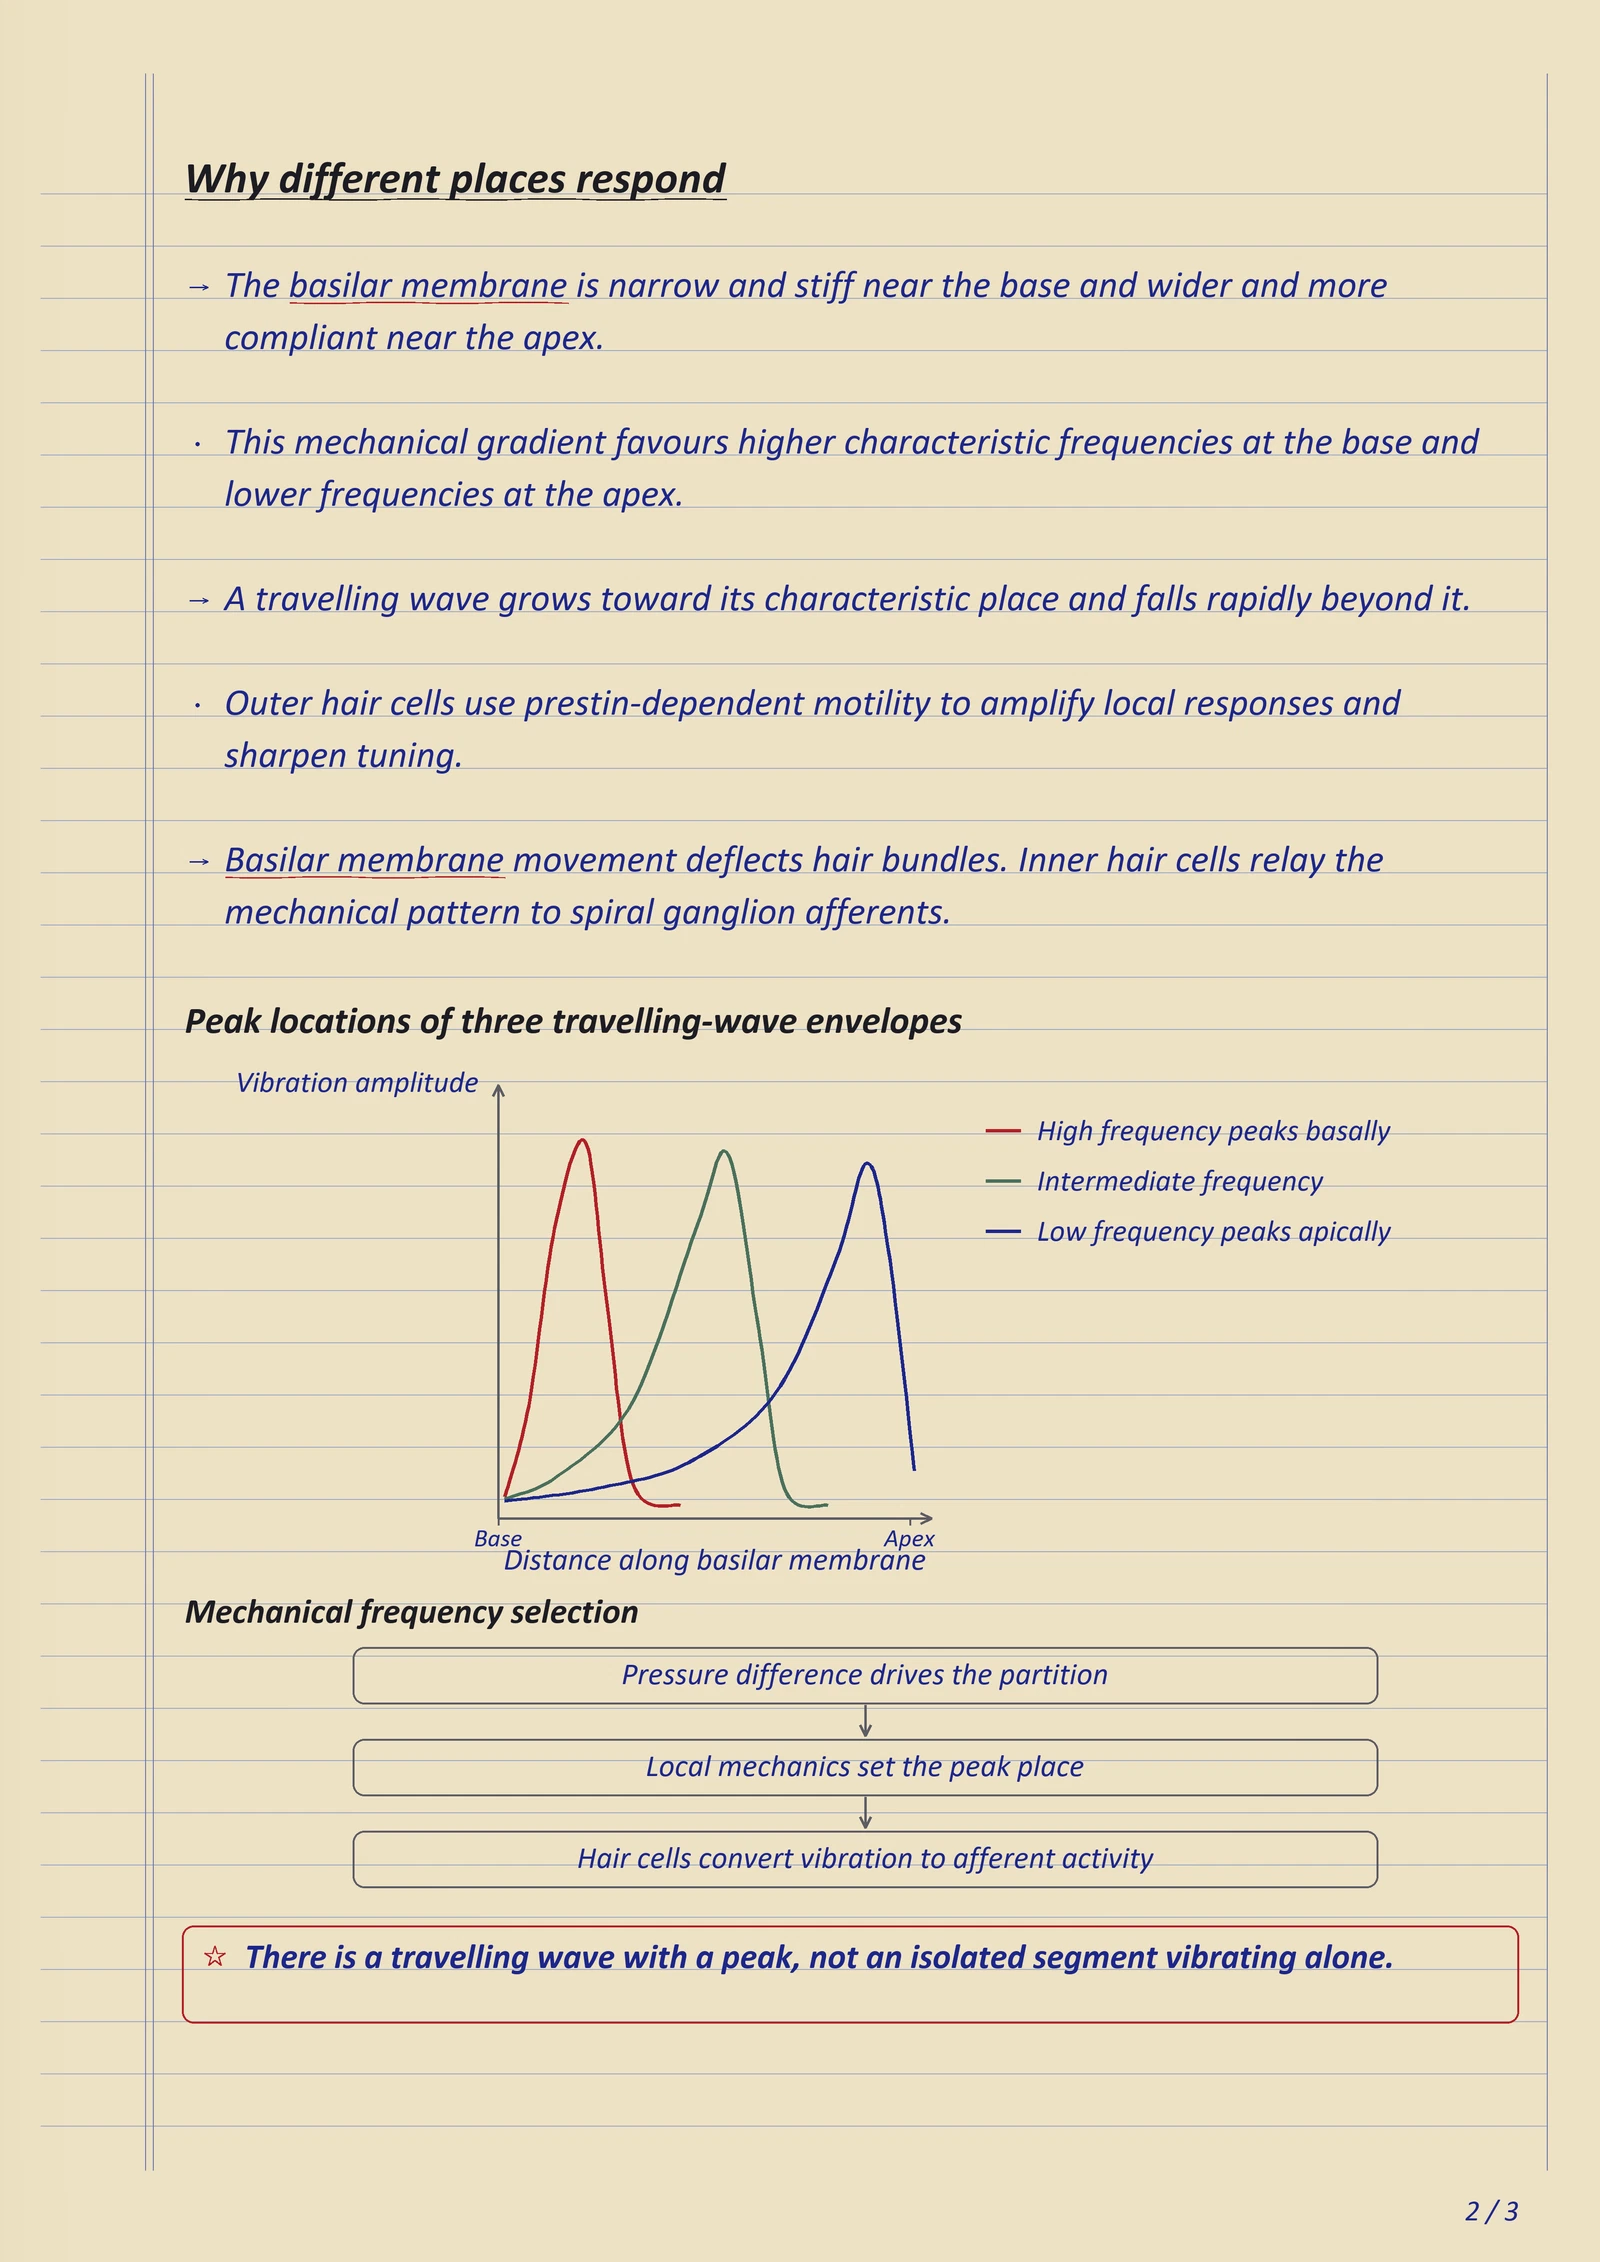 Why different places respond
→ The basilar membrane is narrow and stiff near the base and wider and more
compliant near the apex.
· This mechanical gradient favours higher characteristic frequencies at the base and
lower frequencies at the apex.
→ A travelling wave grows toward its characteristic place and falls rapidly beyond it.
· Outer hair cells use prestin-dependent motility to amplify local responses and
sharpen tuning.
→ Basilar membrane movement deflects hair bundles. Inner hair cells relay the
mechanical pattern to spiral ganglion afferents.
Peak locations of three travelling-wave envelopes
Vibration amplitude
High frequency peaks basally
Intermediate frequency
Low frequency peaks apically
Base
Apex
Distance along basilar membrane
Mechanical frequency selection
Pressure difference drives the partition
Local mechanics set the peak place
Hair cells convert vibration to afferent activity
☆ There is a travelling wave with a peak, not an isolated segment vibrating alone.
2 / 3